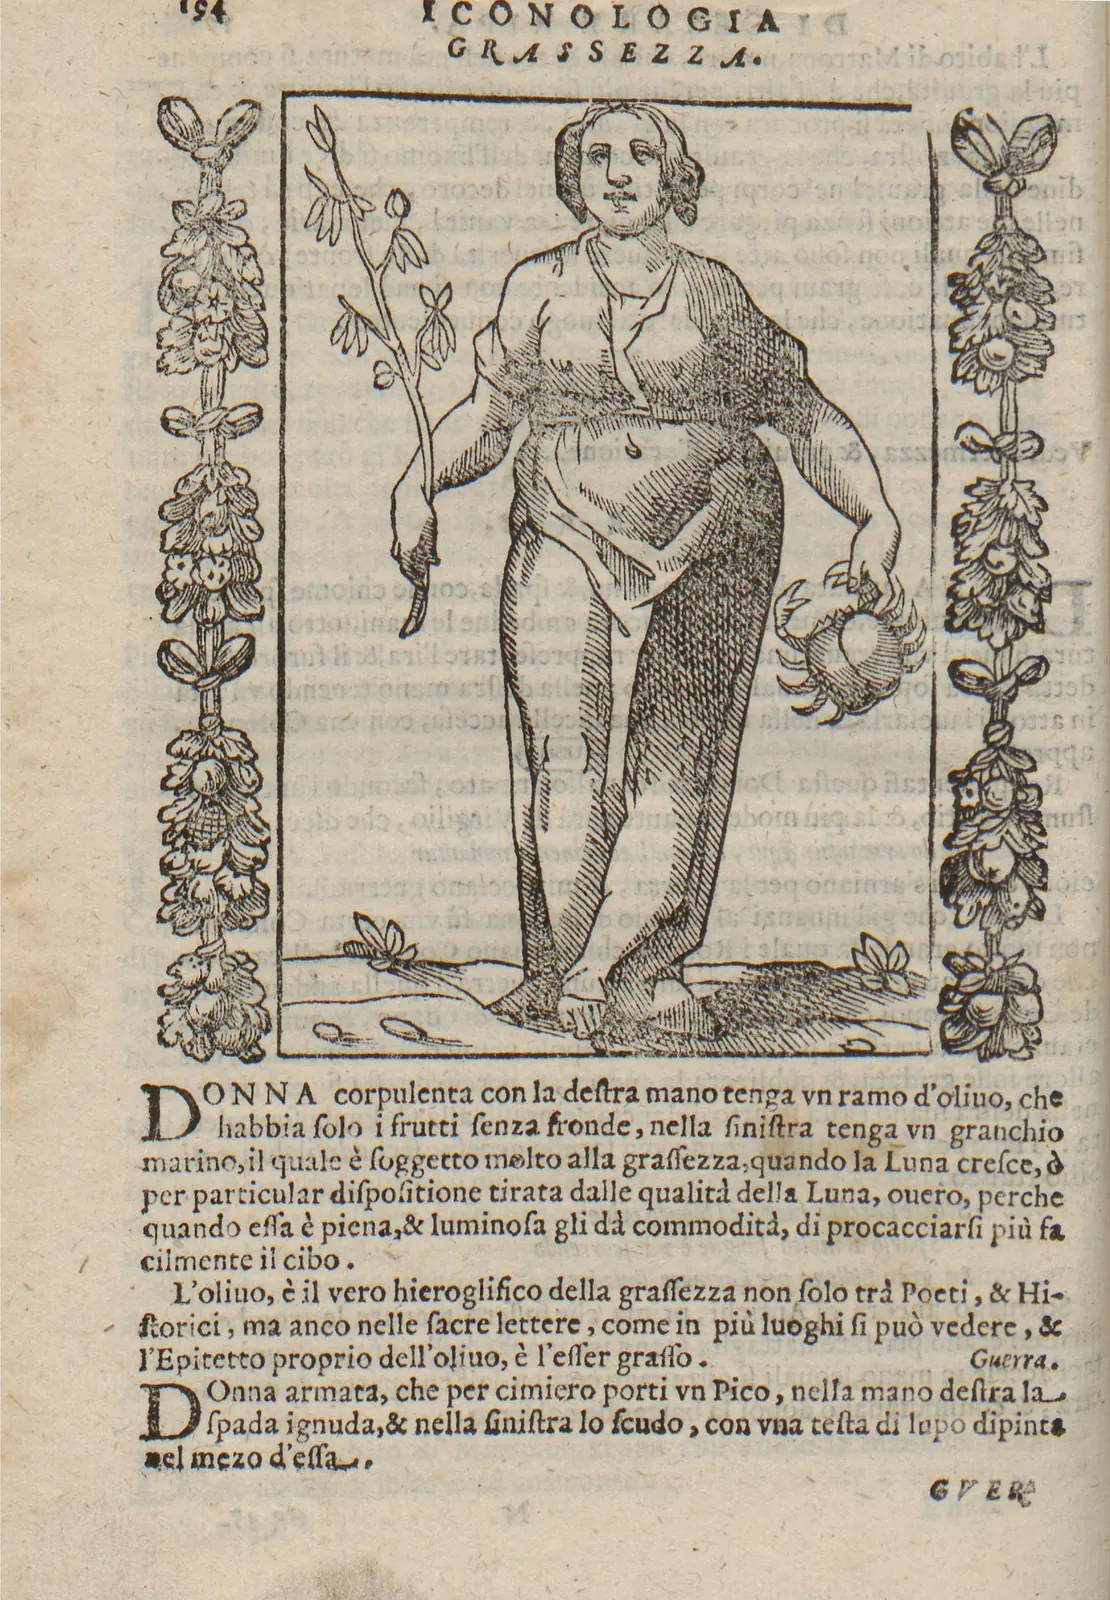 194 ICONOLOGIA
GRASSEZZA.
DONNA corpulenta con la deſtra mano tenga vn ramo d'oliuo, che
habbia ſolo i frutti ſenza fronde, nella ſiniſtra tenga vn granchio
marino, il quale è ſoggetto molto alla graſſezza, quando la Luna creſce, ò
per particular diſpoſitione tirata dalle qualità della Luna, ouero, perche
quando eſſa è piena, & luminoſa gli dà commodità, di procacciarſi più fa
cilmente il cibo.
L'oliuo, è il vero hieroglifico della graſſezza non ſolo trà Poeti, & Hi-
ſtorici, ma anco nelle ſacre lettere, come in più luoghi ſi può vedere, &
l'Epitetto proprio dell'oliuo, è l'eſſer graſſo. Guerra.
DOnna armata, che per cimiero porti vn Pico, nella mano deſtra la
ſpada ignuda, & nella ſiniſtra lo ſcudo, con vna teſta di lupo dipinta
nel mezo d'eſſa.
GVER